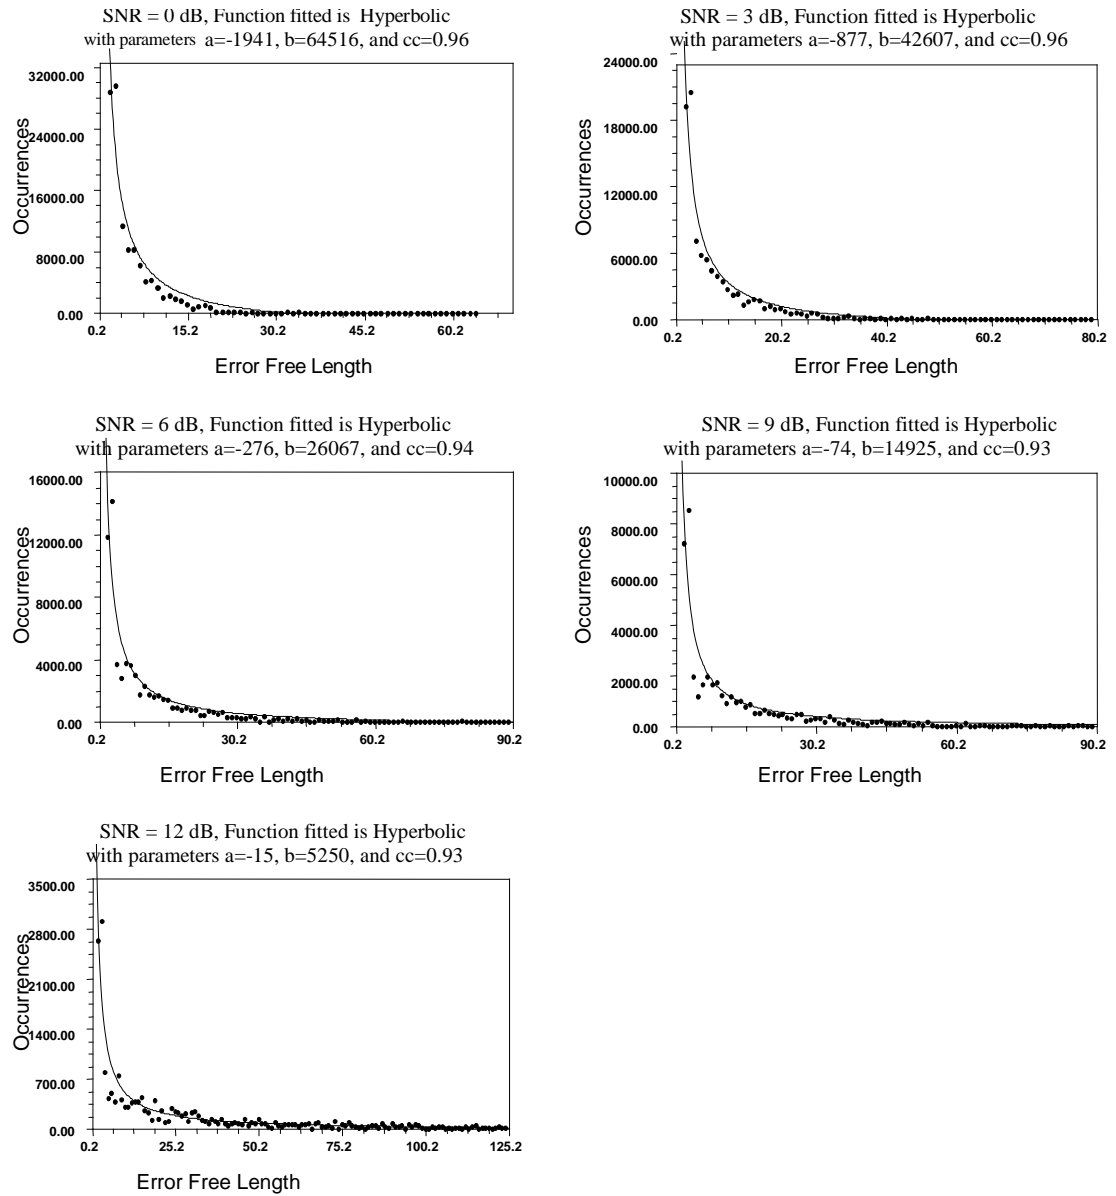 SNR = 0 dB, Function fitted is Hyperbolic
with parameters a=-1941, b=64516, and cc=0.96
32000.00
24000.00
16000.00
8000.00
0.00
Occurrences
0.2 15.2 30.2 45.2 60.2
Error Free Length
SNR = 3 dB, Function fitted is Hyperbolic
with parameters a=-877, b=42607, and cc=0.96
24000.00
18000.00
12000.00
6000.00
0.00
Occurrences
0.2 20.2 40.2 60.2 80.2
Error Free Length
SNR = 6 dB, Function fitted is Hyperbolic
with parameters a=-276, b=26067, and cc=0.94
16000.00
12000.00
8000.00
4000.00
0.00
Occurrences
0.2 30.2 60.2 90.2
Error Free Length
SNR = 9 dB, Function fitted is Hyperbolic
with parameters a=-74, b=14925, and cc=0.93
10000.00
8000.00
6000.00
4000.00
2000.00
0.00
Occurrences
0.2 30.2 60.2 90.2
Error Free Length
SNR = 12 dB, Function fitted is Hyperbolic
with parameters a=-15, b=5250, and cc=0.93
3500.00
2800.00
2100.00
1400.00
700.00
0.00
Occurrences
0.2 25.2 50.2 75.2 100.2 125.2
Error Free Length